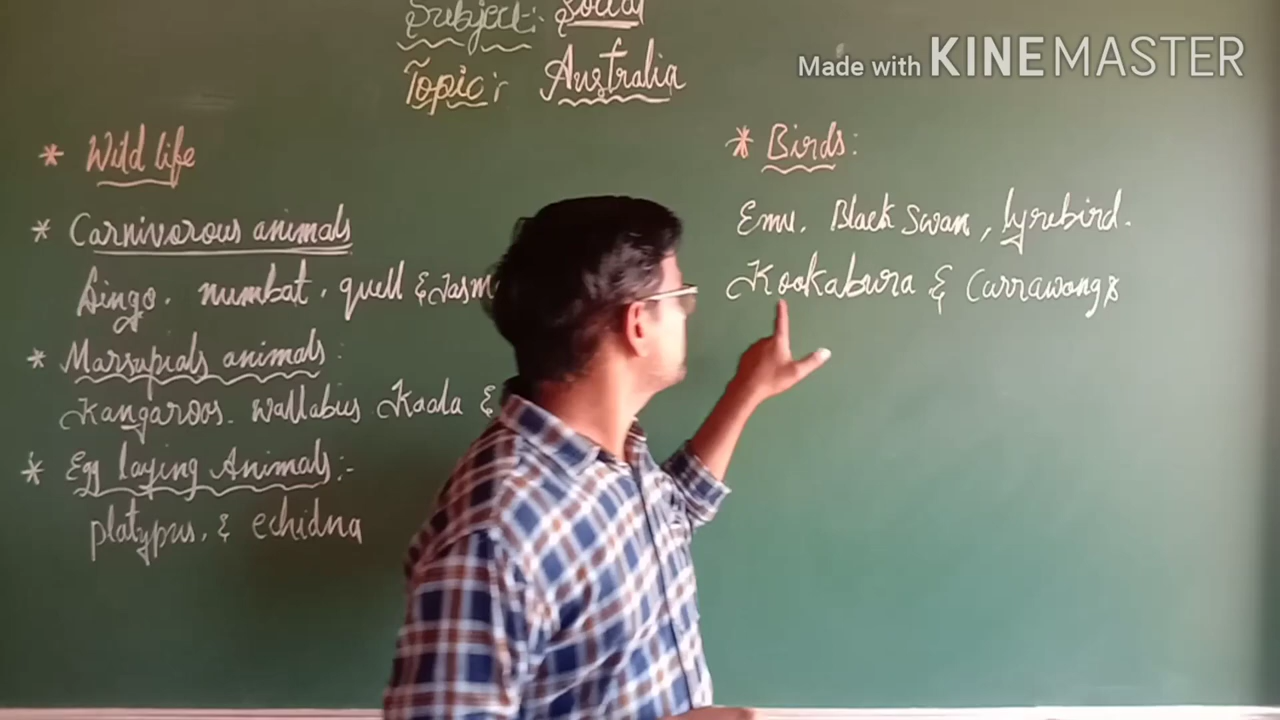 Subject:- Social
Topic:- Australia
Made with KINEMASTER
* Wild life
* Carnivorous animals
Dingo. numbat. quell & Tasm
* Marsupials animals:
Kangaroos. wallabies Koala &
* Egg laying Animals:-
platypus. & echidna
* Birds:
Emu. Black Swan, lyrebird.
Kookabura & Currawongs